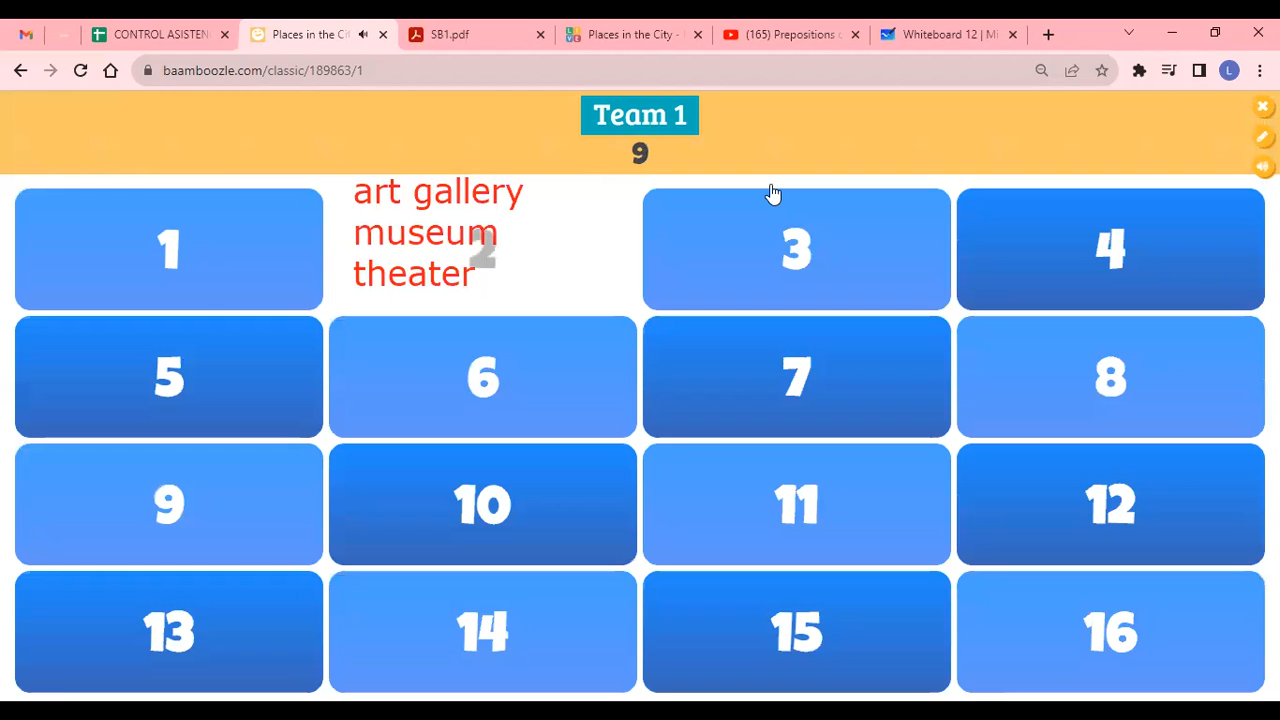 CONTROL ASISTEN
Places in the Ci
SB1.pdf
LIVE
Places in the City -
(165) Prepositions
Whiteboard 12 | Mi
baamboozle.com/classic/189863/1
L
Team 1
9
1
art gallery
museum
theater
2
3
4
5
6
7
8
9
10
11
12
13
14
15
16